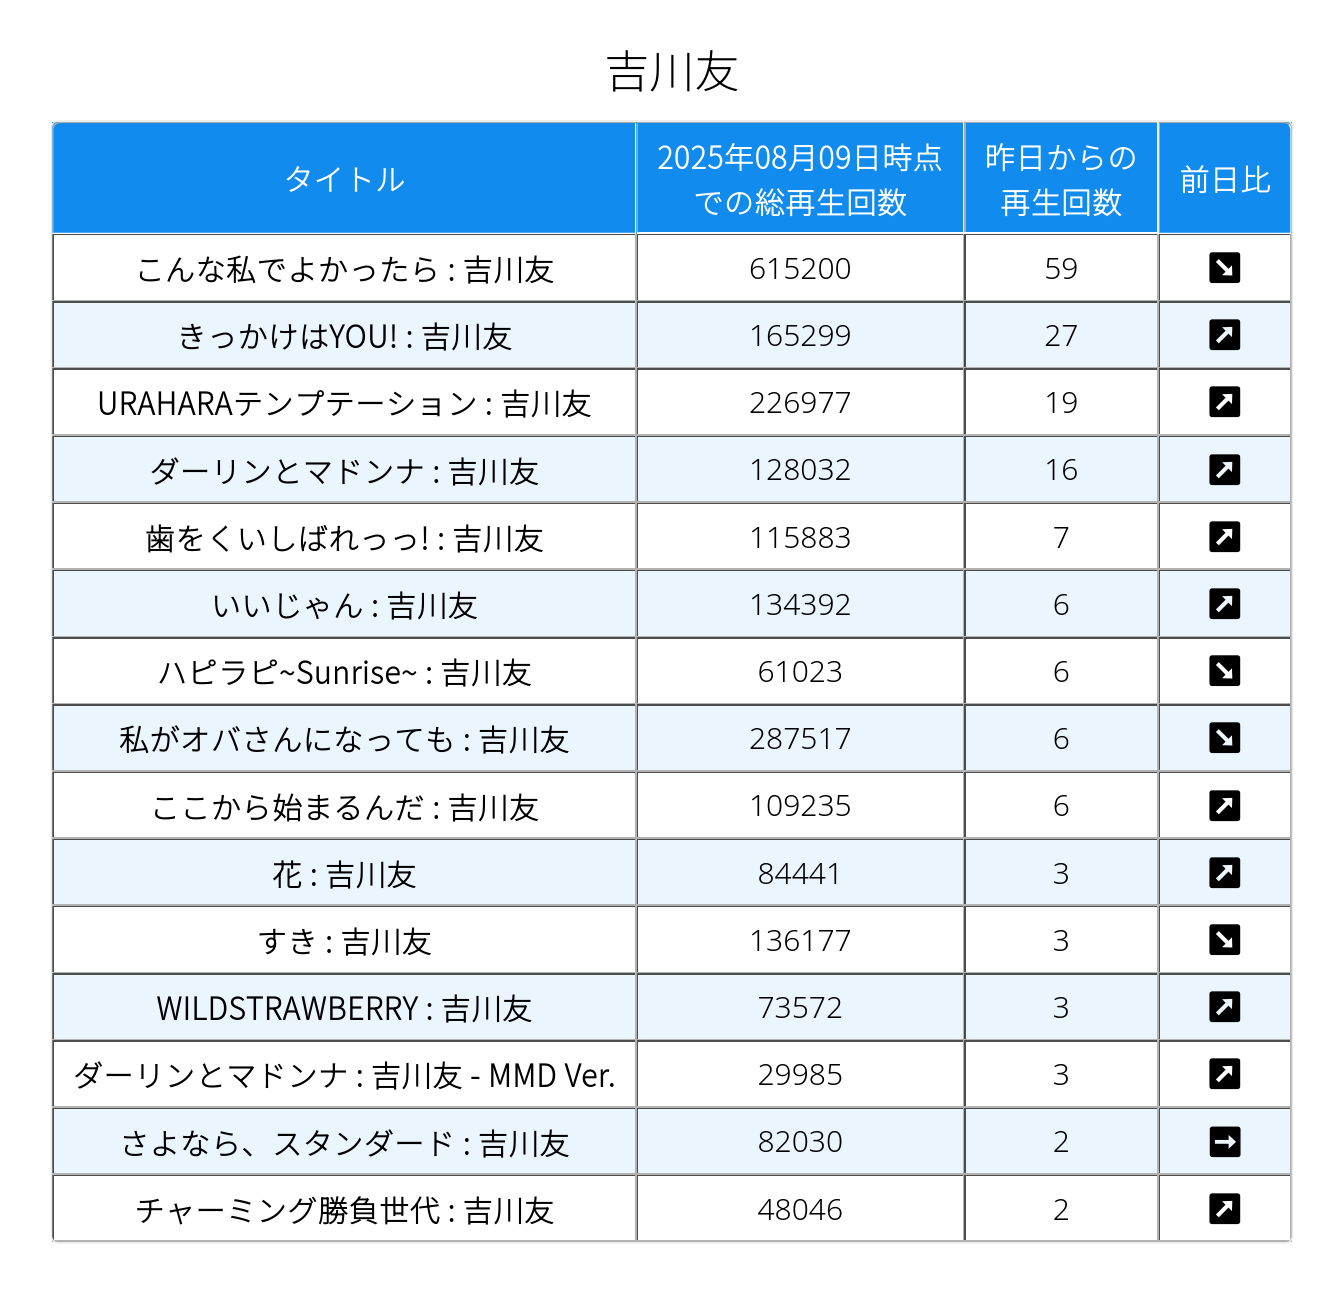 吉川友
タイトル
2025年08月09日時点
での総再生回数
昨日からの
再生回数
前日比
こんな私でよかったら : 吉川友 615200 59
きっかけはYOU! : 吉川友 165299 27
URAHARAテンプテーション : 吉川友 226977 19
ダーリンとマドンナ : 吉川友 128032 16
歯をくいしばれっっ! : 吉川友 115883 7
いいじゃん : 吉川友 134392 6
ハピラピ~Sunrise~ : 吉川友 61023 6
私がオバさんになっても : 吉川友 287517 6
ここから始まるんだ : 吉川友 109235 6
花 : 吉川友 84441 3
すき : 吉川友 136177 3
WILDSTRAWBERRY : 吉川友 73572 3
ダーリンとマドンナ : 吉川友 - MMD Ver. 29985 3
さよなら、スタンダード : 吉川友 82030 2
チャーミング勝負世代 : 吉川友 48046 2